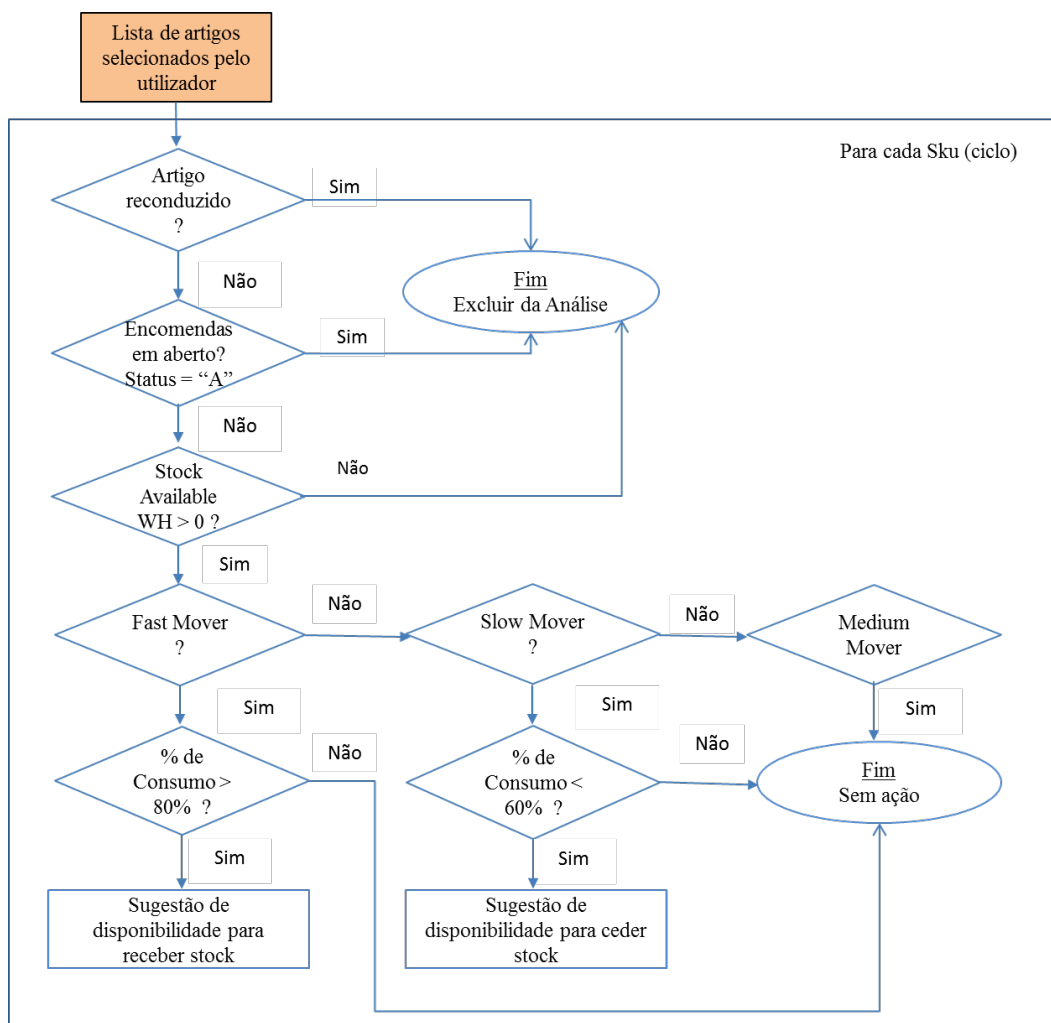 Lista de artigos
selecionados pelo
utilizador
Para cada Sku (ciclo)
Artigo
reconduzido
?
Sim
Não
Fim
Excluir da Análise
Encomendas
em aberto?
Status = “A”
Sim
Não
Stock
Available
WH > 0 ?
Não
Sim
Fast Mover
?
Não
Slow Mover
?
Não
Medium
Mover
Sim
Sim
Sim
% de
Consumo >
80% ?
Não
% de
Consumo <
60% ?
Não
Fim
Sem ação
Sim
Sim
Sugestão de
disponibilidade para
receber stock
Sugestão de
disponibilidade para ceder
stock